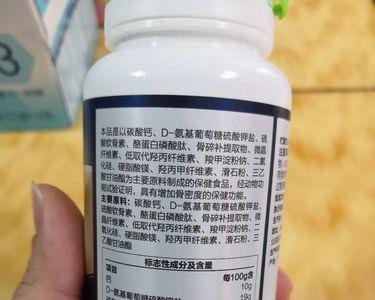 本品是以碳酸钙、D-氨基葡萄糖硫酸钾盐、硫
酸软骨素、酪蛋白磷酸肽、骨碎补提取物、微晶
纤维素、低取代羟丙纤维素、羧甲淀粉钠、二氧
化硅、硬脂酸镁、羟丙甲纤维素、滑石粉、三乙
酸甘油酯为主要原料制成的保健食品，经动物功
能试验证明，具有增加骨密度的保健功能。
主要原料：碳酸钙、D-氨基葡萄糖硫酸钾盐、
硫酸软骨素、酪蛋白磷酸肽、骨碎补提取物、微
晶纤维素、低取代羟丙纤维素、羧甲淀粉钠、二
氧化硅、硬脂酸镁、羟丙甲纤维素、滑石粉、三
乙酸甘油酯
标志性成分及含量
项目 每100g含
钙 10g
D-氨基葡萄糖硫酸钾盐 19g